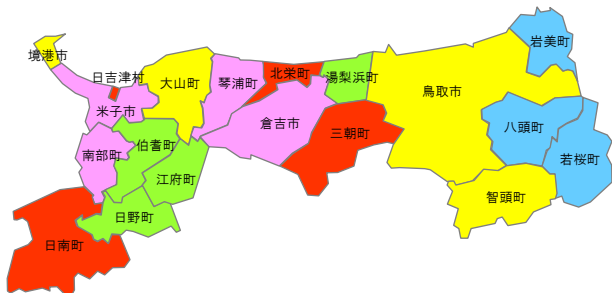 岩美町
境港市
日吉津村
大山町
琴浦町
北栄町
湯梨浜町
鳥取市
米子市
倉吉市
三朝町
八頭町
南部町
伯耆町
若桜町
江府町
智頭町
日野町
日南町